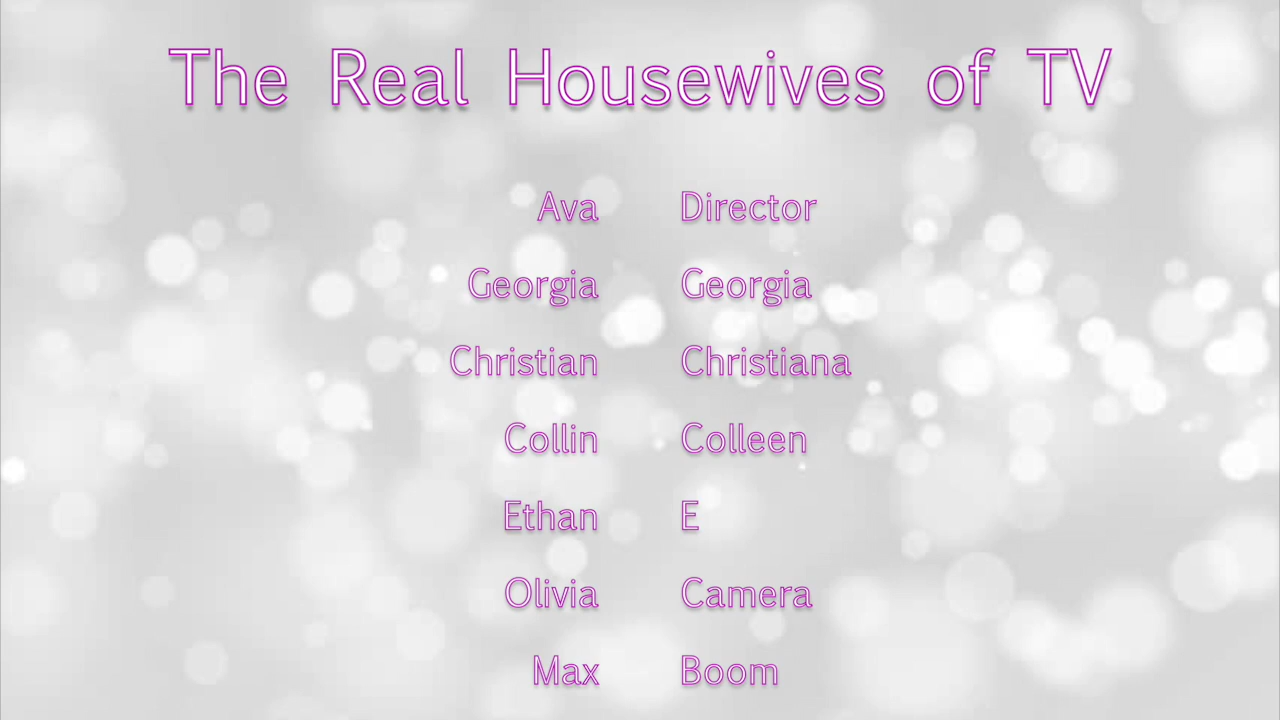 The Real Housewives of TV
Ava Director
Georgia Georgia
Christian Christiana
Collin Colleen
Ethan E
Olivia Camera
Max Boom